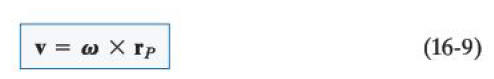 v = ω × r_P (16-9)